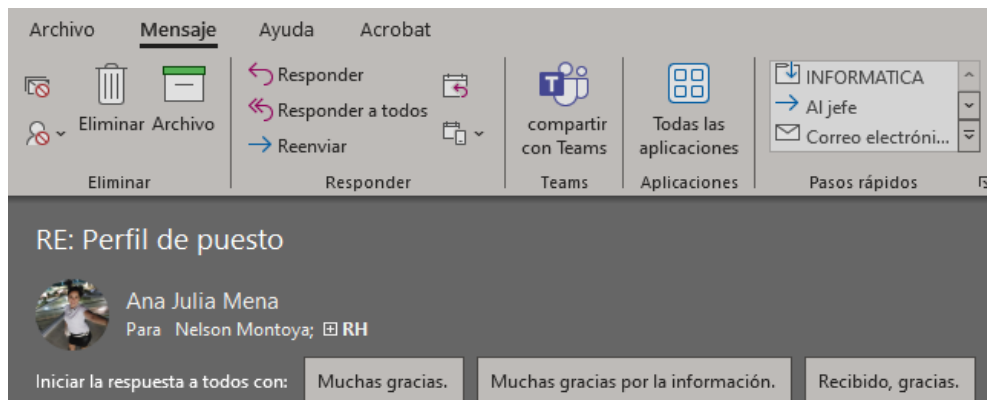 Archivo Mensaje Ayuda Acrobat
Eliminar Archivo
Responder
Responder a todos
Reenviar
compartir
con Teams
Todas las
aplicaciones
INFORMATICA
Al jefe
Correo electróni...
Eliminar Responder Teams Aplicaciones Pasos rápidos
RE: Perfil de puesto
Ana Julia Mena
Para Nelson Montoya; RH
Iniciar la respuesta a todos con: Muchas gracias. Muchas gracias por la información. Recibido, gracias.